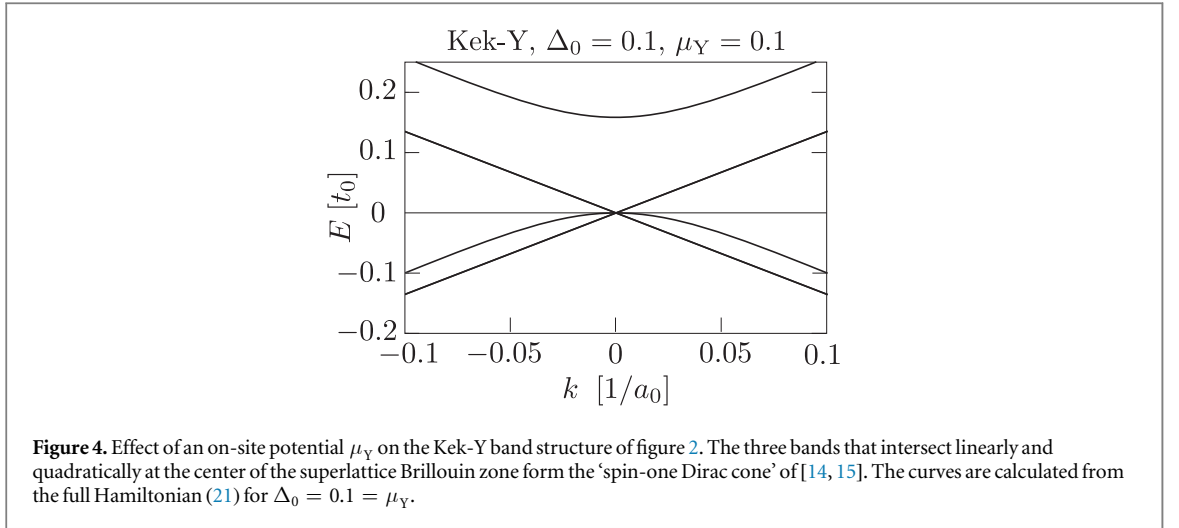 Kek-Y, Δ₀ = 0.1, μ_Y = 0.1
0.2
0.1
0
−0.1
−0.2
E [t₀]
−0.1 −0.05 0 0.05 0.1
k [1/a₀]
Figure 4. Effect of an on-site potential μ_Y on the Kek-Y band structure of figure 2. The three bands that intersect linearly and
quadratically at the center of the superlattice Brillouin zone form the ‘spin-one Dirac cone’ of [14, 15]. The curves are calculated from
the full Hamiltonian (21) for Δ₀ = 0.1 = μ_Y.